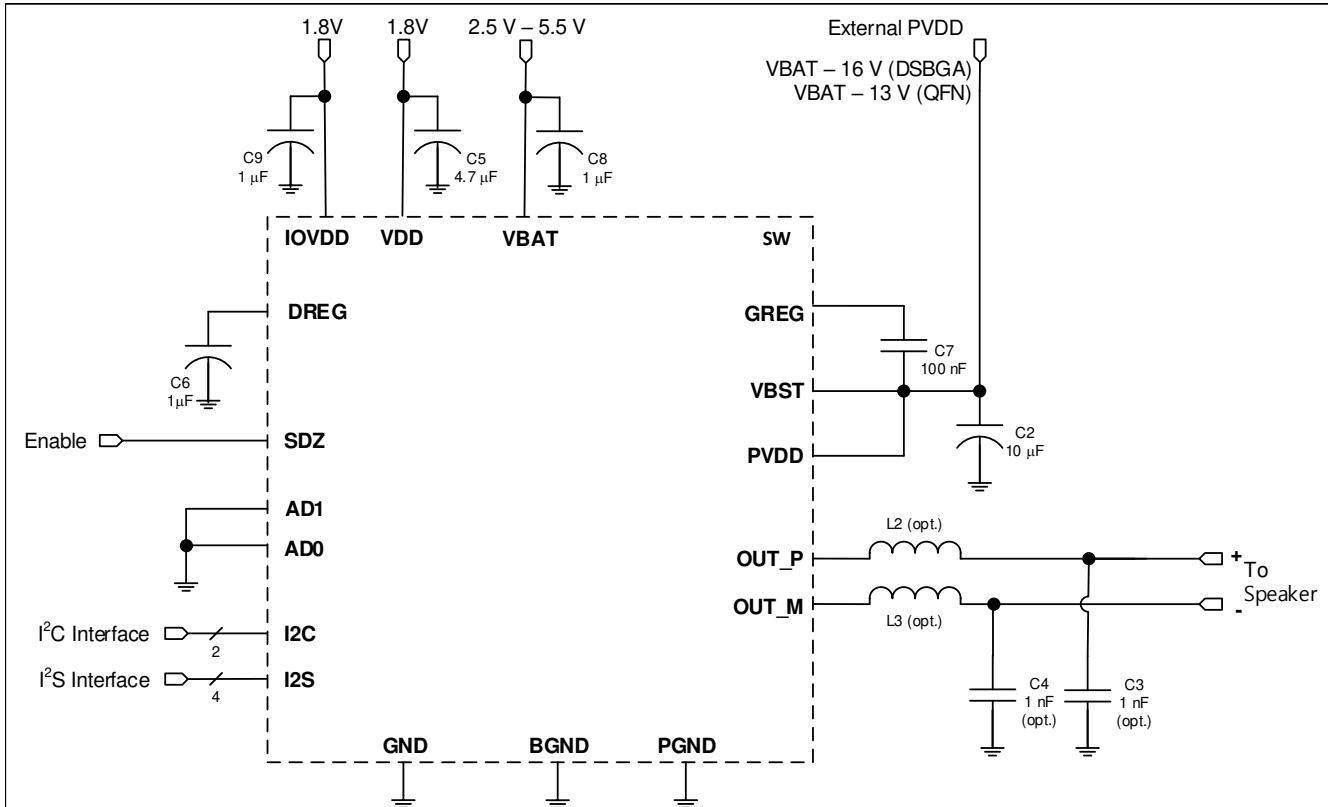 1.8V
1.8V
2.5 V – 5.5 V
External PVDD
VBAT – 16 V (DSBGA)
VBAT – 13 V (QFN)
C9
1 μF
C5
4.7 μF
C8
1 μF
IOVDD
VDD
VBAT
SW
DREG
GREG
C6
1μF
C7
100 nF
VBST
Enable
SDZ
C2
10 μF
PVDD
AD1
AD0
L2 (opt.)
OUT_P
+
To
Speaker
-
OUT_M
L3 (opt.)
I²C Interface
2
I2C
I²S Interface
4
I2S
C4
1 nF
(opt.)
C3
1 nF
(opt.)
GND
BGND
PGND